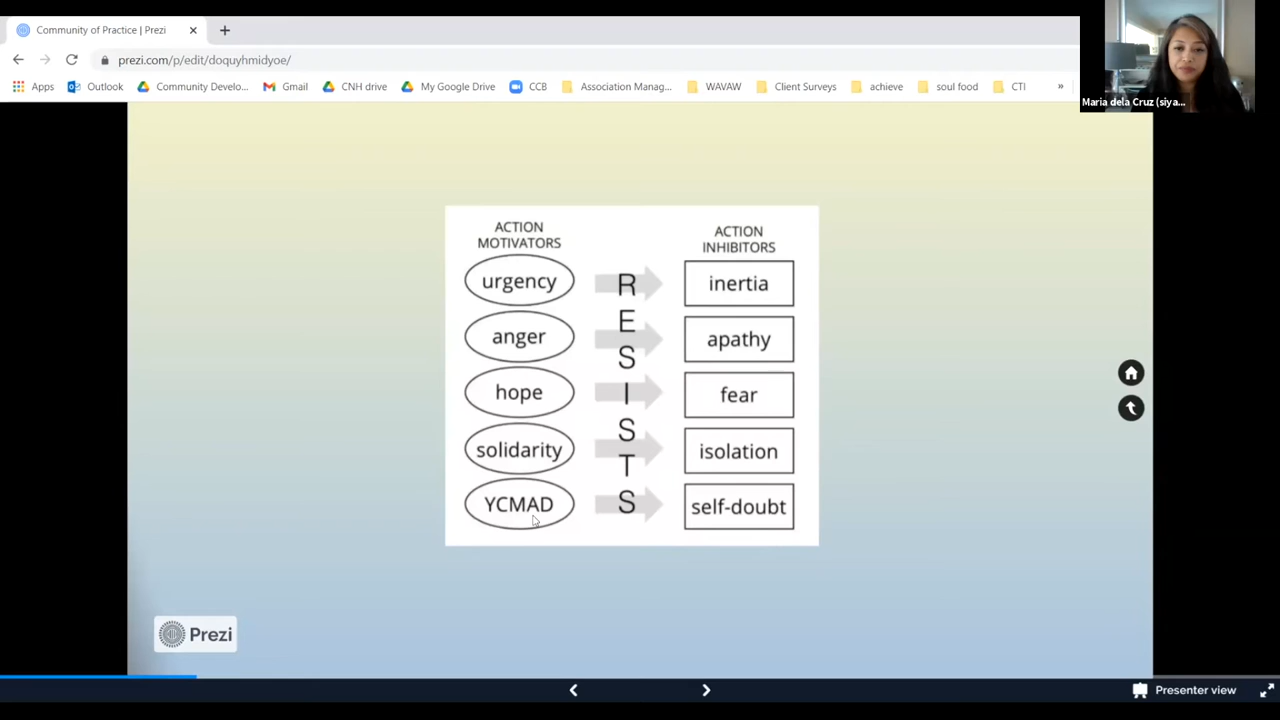 Community of Practice | Prezi
prezi.com/p/edit/doquyhmidyoe/
Apps
Outlook
Community Develo...
Gmail
CNH drive
My Google Drive
CCB
Association Manag...
WAVAW
Client Surveys
achieve
soul food
CTI
»
Maria dela Cruz (siya...
ACTION
MOTIVATORS
ACTION
INHIBITORS
urgency
anger
hope
solidarity
YCMAD
R
E
S
I
S
T
S
inertia
apathy
fear
isolation
self-doubt
Prezi
Presenter view